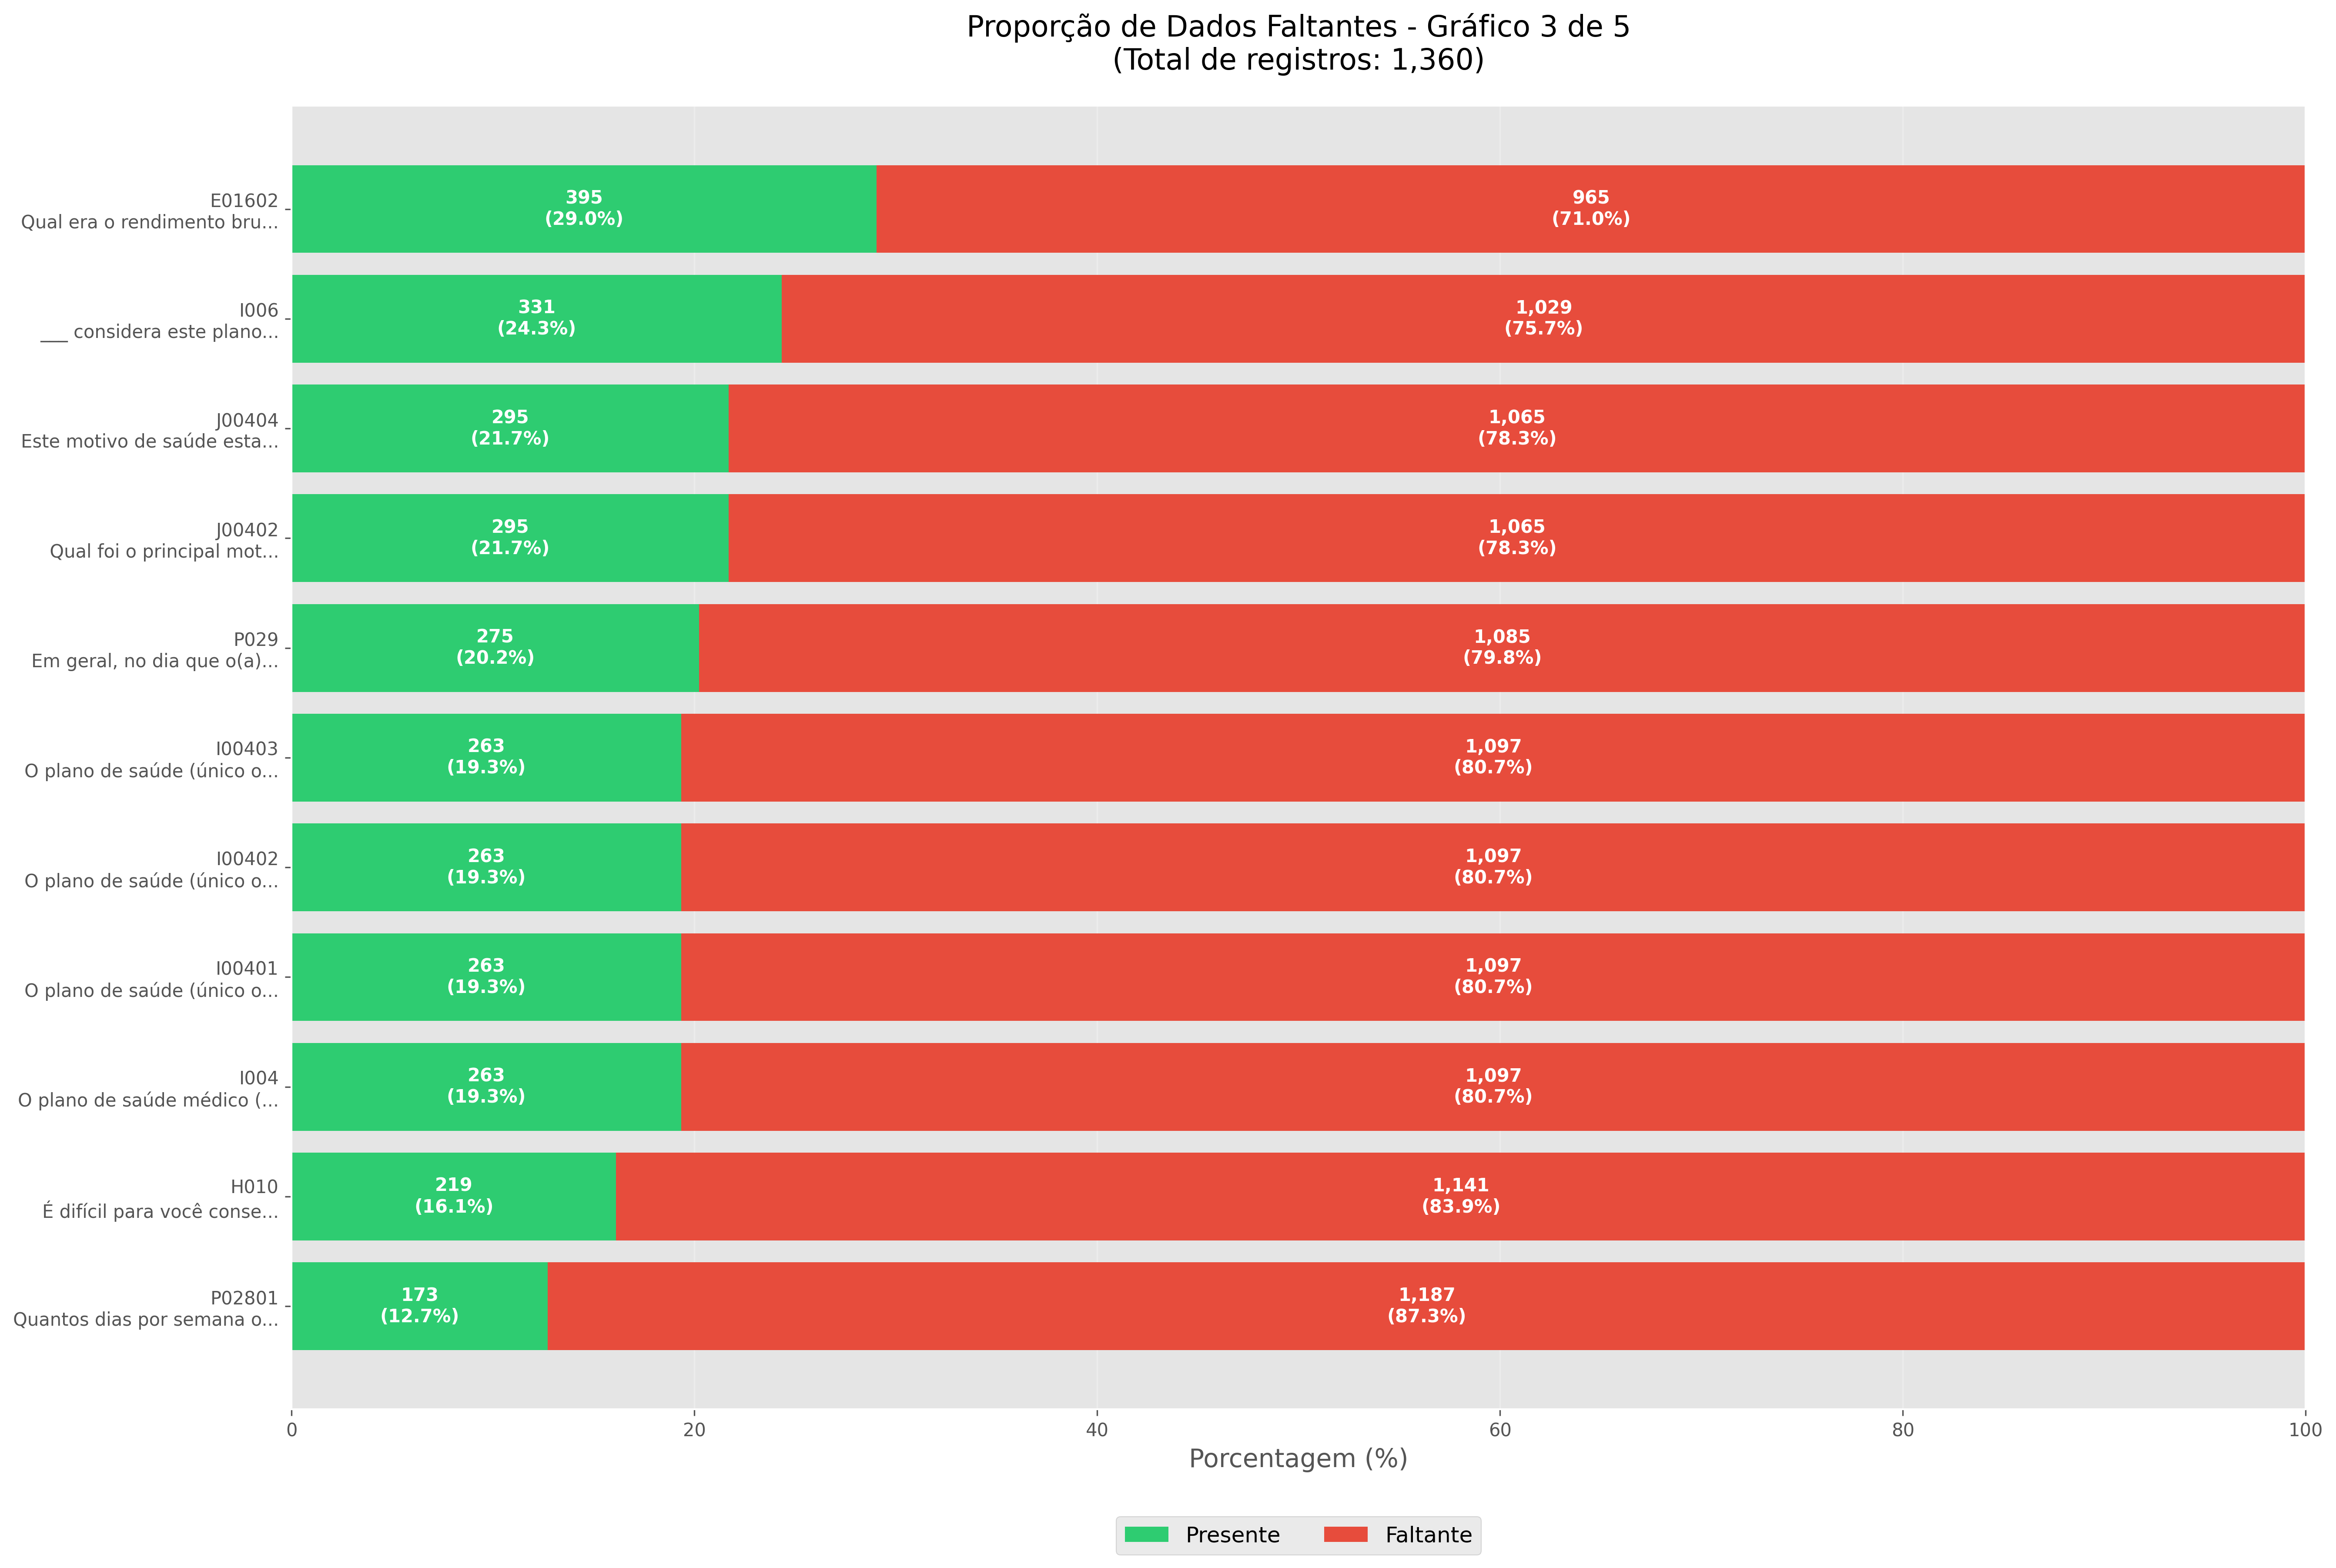 Proporção de Dados Faltantes - Gráfico 3 de 5
(Total de registros: 1,360)
E01602
Qual era o rendimento bru...
395
(29.0%)
965
(71.0%)
I006
___ considera este plano...
331
(24.3%)
1,029
(75.7%)
J00404
Este motivo de saúde esta...
295
(21.7%)
1,065
(78.3%)
J00402
Qual foi o principal mot...
295
(21.7%)
1,065
(78.3%)
P029
Em geral, no dia que o(a)...
275
(20.2%)
1,085
(79.8%)
I00403
O plano de saúde (único o...
263
(19.3%)
1,097
(80.7%)
I00402
O plano de saúde (único o...
263
(19.3%)
1,097
(80.7%)
I00401
O plano de saúde (único o...
263
(19.3%)
1,097
(80.7%)
I004
O plano de saúde médico (...
263
(19.3%)
1,097
(80.7%)
H010
É difícil para você conse...
219
(16.1%)
1,141
(83.9%)
P02801
Quantos dias por semana o...
173
(12.7%)
1,187
(87.3%)
0 20 40 60 80 100
Porcentagem (%)
Presente Faltante